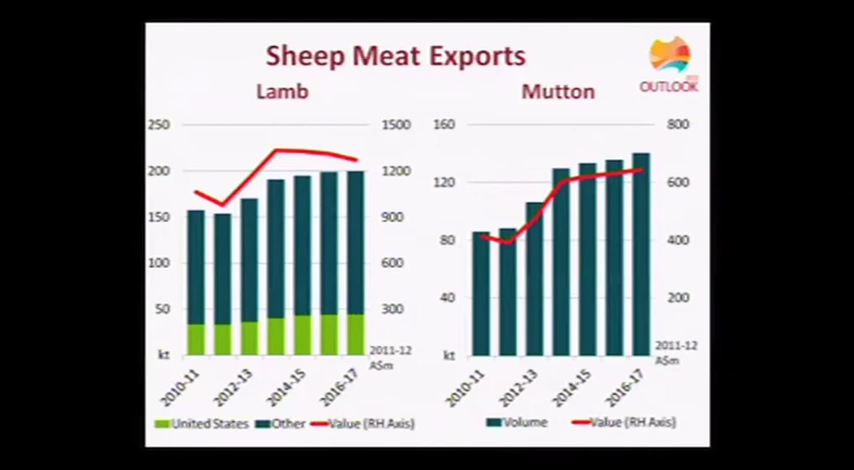 Sheep Meat Exports
OUTLOOK
Lamb
Mutton
250
200
150
100
50
kt
1500
1200
900
600
300
2011-12
A$m
2010-11
2012-13
2014-15
2016-17
United States
Other
Value (RH Axis)
160
120
80
40
kt
800
600
400
200
2011-12
A$m
2010-11
2012-13
2014-15
2016-17
Volume
Value (RH Axis)